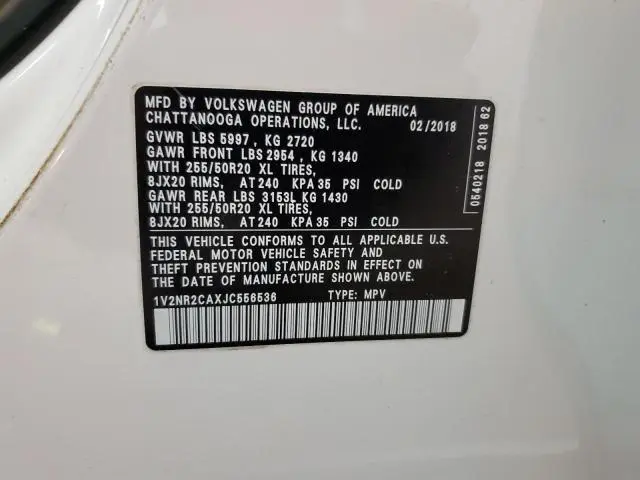 MFD BY VOLKSWAGEN GROUP OF AMERICA
CHATTANOOGA OPERATIONS, LLC. 02/2018
GVWR LBS 5997 , KG 2720
GAWR FRONT LBS 2954 , KG 1340
WITH 255/50R20 XL TIRES,
8JX20 RIMS, AT 240 KPA 35 PSI COLD
GAWR REAR LBS 3153L KG 1430
WITH 255/50R20 XL TIRES,
8JX20 RIMS, AT 240 KPA 35 PSI COLD
THIS VEHICLE CONFORMS TO ALL APPLICABLE U.S.
FEDERAL MOTOR VEHICLE SAFETY AND
THEFT PREVENTION STANDARDS IN EFFECT ON
THE DATE OF MANUFACTURE SHOWN ABOVE.
1V2NR2CAXJC556536 TYPE: MPV
0540218 2018 62